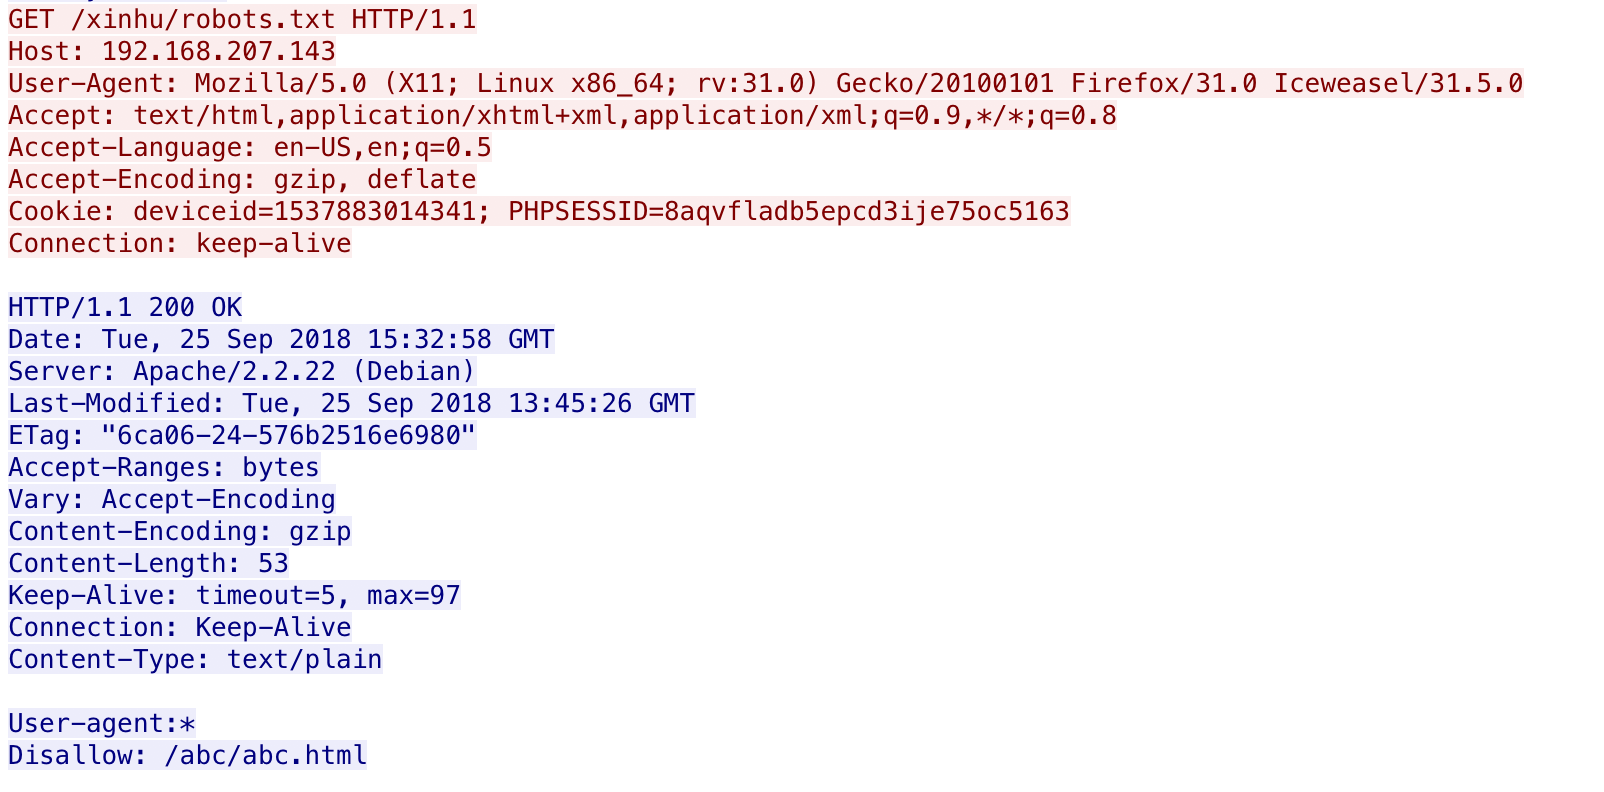 GET /xinhu/robots.txt HTTP/1.1
Host: 192.168.207.143
User-Agent: Mozilla/5.0 (X11; Linux x86_64; rv:31.0) Gecko/20100101 Firefox/31.0 Iceweasel/31.5.0
Accept: text/html,application/xhtml+xml,application/xml;q=0.9,*/*;q=0.8
Accept-Language: en-US,en;q=0.5
Accept-Encoding: gzip, deflate
Cookie: deviceid=1537883014341; PHPSESSID=8aqvfladb5epcd3ije75oc5163
Connection: keep-alive

HTTP/1.1 200 OK
Date: Tue, 25 Sep 2018 15:32:58 GMT
Server: Apache/2.2.22 (Debian)
Last-Modified: Tue, 25 Sep 2018 13:45:26 GMT
ETag: "6ca06-24-576b2516e6980"
Accept-Ranges: bytes
Vary: Accept-Encoding
Content-Encoding: gzip
Content-Length: 53
Keep-Alive: timeout=5, max=97
Connection: Keep-Alive
Content-Type: text/plain

User-agent:*
Disallow: /abc/abc.html